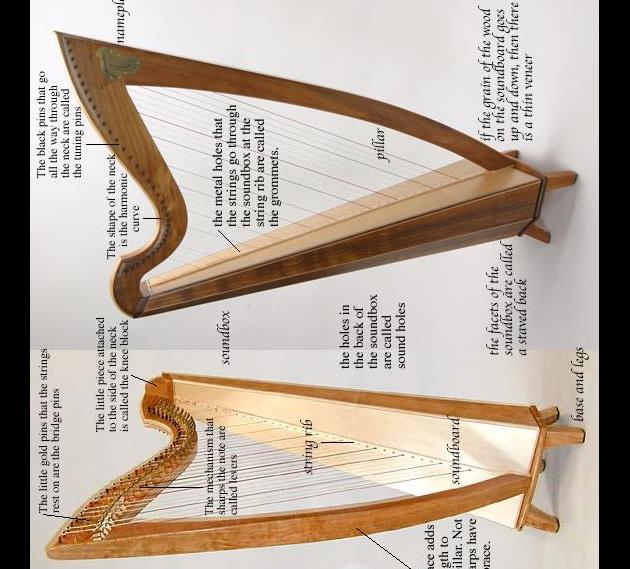 The little gold pins that the strings
rest on are the bridge pins
The little piece attached
to the side of the neck
is called the knee block
The black pins that go
all the way through
the neck are called
the tuning pins
The shape of the neck
is the harmonic
curve
The mechanism that
sharps the note are
called levers
soundbox
the metal holes that
the strings go through
the soundbox at the
string rib are called
the grommets.
string rib
the holes in
the back of
the soundbox
are called
sound holes
pillar
adds
to
Not
have
soundboard
the facets of the
soundbox are called
a staved back
if the grain of the wood
on the soundboard goes
up and down, then there
is a thin veneer
base and legs